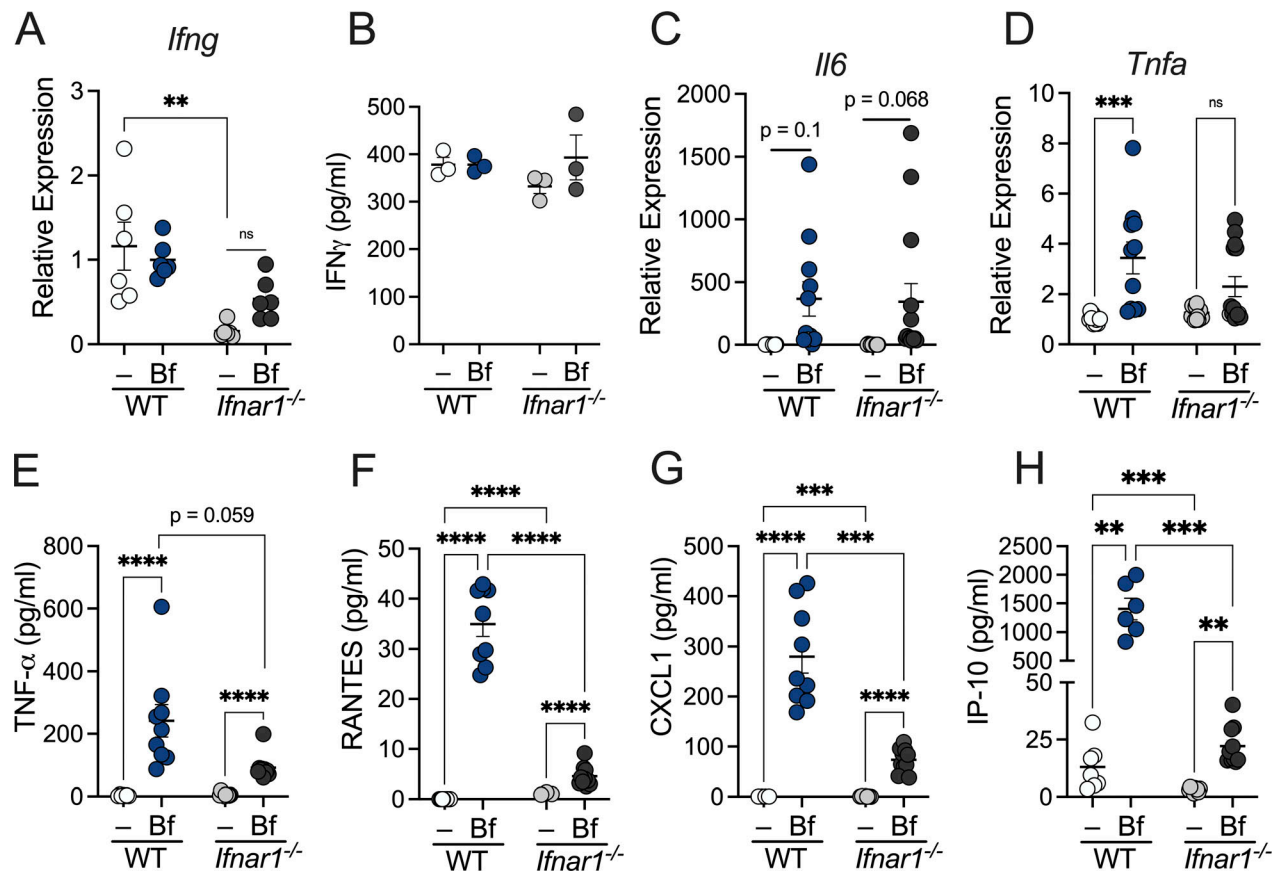 A
Ifng
Relative Expression
3
2
1
0
**
ns
– Bf – Bf
WT Ifnar1-/-
B
IFNγ (pg/ml)
500
400
300
200
100
0
– Bf – Bf
WT Ifnar1-/-
C
Il6
Relative Expression
2000
1500
1000
500
0
p = 0.1
p = 0.068
– Bf – Bf
WT Ifnar1-/-
D
Tnfa
Relative Expression
10
8
6
4
2
0
***
ns
– Bf – Bf
WT Ifnar1-/-
E
TNF-α (pg/ml)
800
600
400
200
0
p = 0.059
****
****
– Bf – Bf
WT Ifnar1-/-
F
RANTES (pg/ml)
50
40
30
20
10
0
****
**** ****
****
– Bf – Bf
WT Ifnar1-/-
G
CXCL1 (pg/ml)
500
400
300
200
100
0
***
**** ***
****
– Bf – Bf
WT Ifnar1-/-
H
IP-10 (pg/ml)
2500
2000
1500
1000
500
50
25
0
***
** ***
**
– Bf – Bf
WT Ifnar1-/-